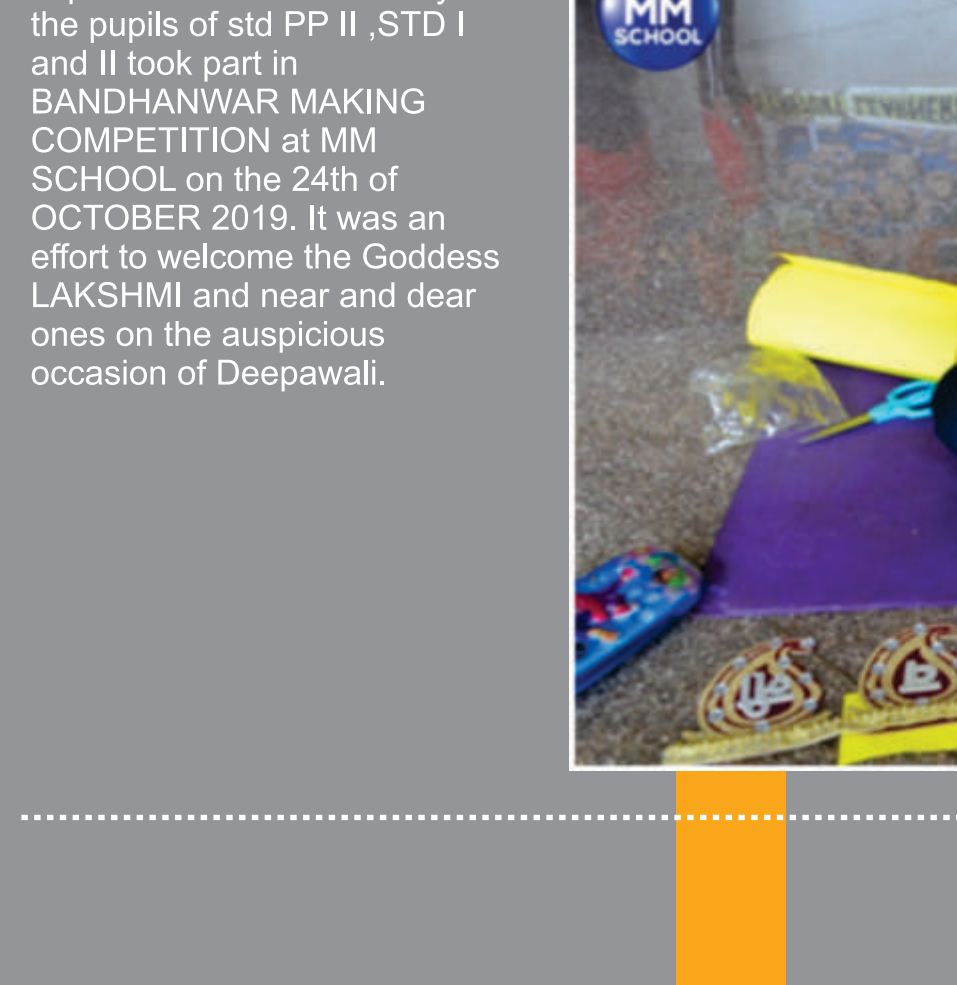 the pupils of std PP II ,STD I
and II took part in
BANDHANWAR MAKING
COMPETITION at MM
SCHOOL on the 24th of
OCTOBER 2019. It was an
effort to welcome the Goddess
LAKSHMI and near and dear
ones on the auspicious
occasion of Deepawali.
MM
SCHOOL